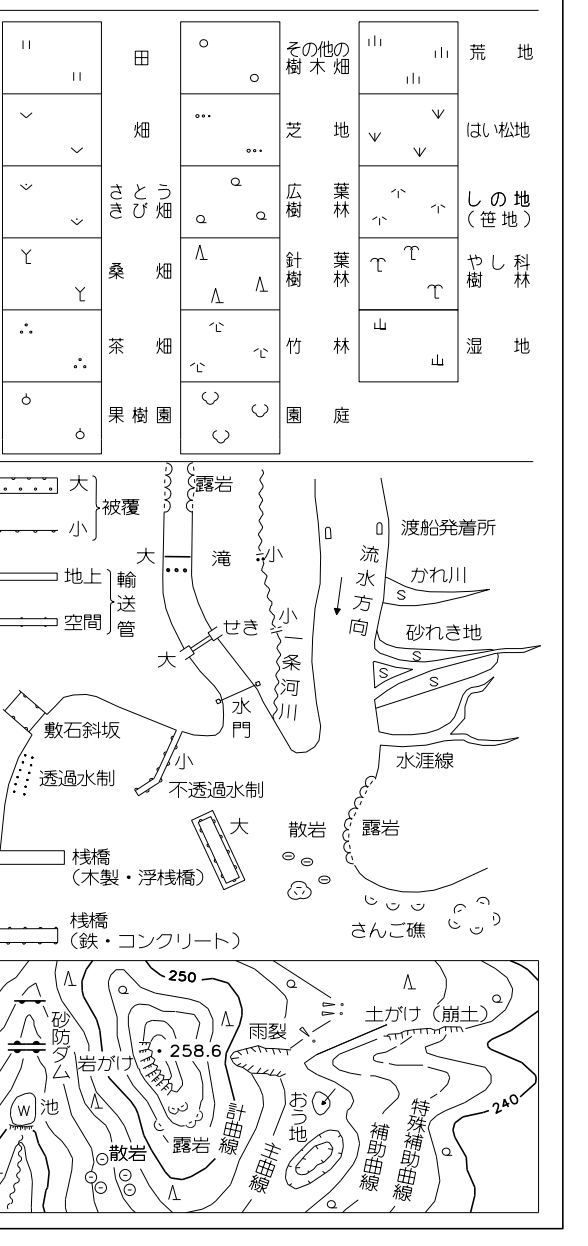 田
畑
さとう
きび畑
桑畑
茶畑
果樹園
その他の
樹木畑
芝地
広葉
樹林
針葉
樹林
竹林
園庭
荒地
はい松地
しの地
(笹地)
やし科
樹林
湿地
大
小
被覆
地上
空間
輸送管
露岩
大
滝
小
せき
大
小
一条河川
水門
流水方向
渡船発着所
かれ川
S
砂れき地
S
S
S
水涯線
敷石斜坂
透過水制
小
不透過水制
大
散岩
露岩
桟橋
(木製・浮桟橋)
桟橋
(鉄・コンクリート)
さんご礁
250
土がけ(崩土)
砂防ダム
雨裂
岩がけ
258.6
W
池
おう地
240
散岩
露岩
計曲線
主曲線
補助曲線
特殊補助曲線